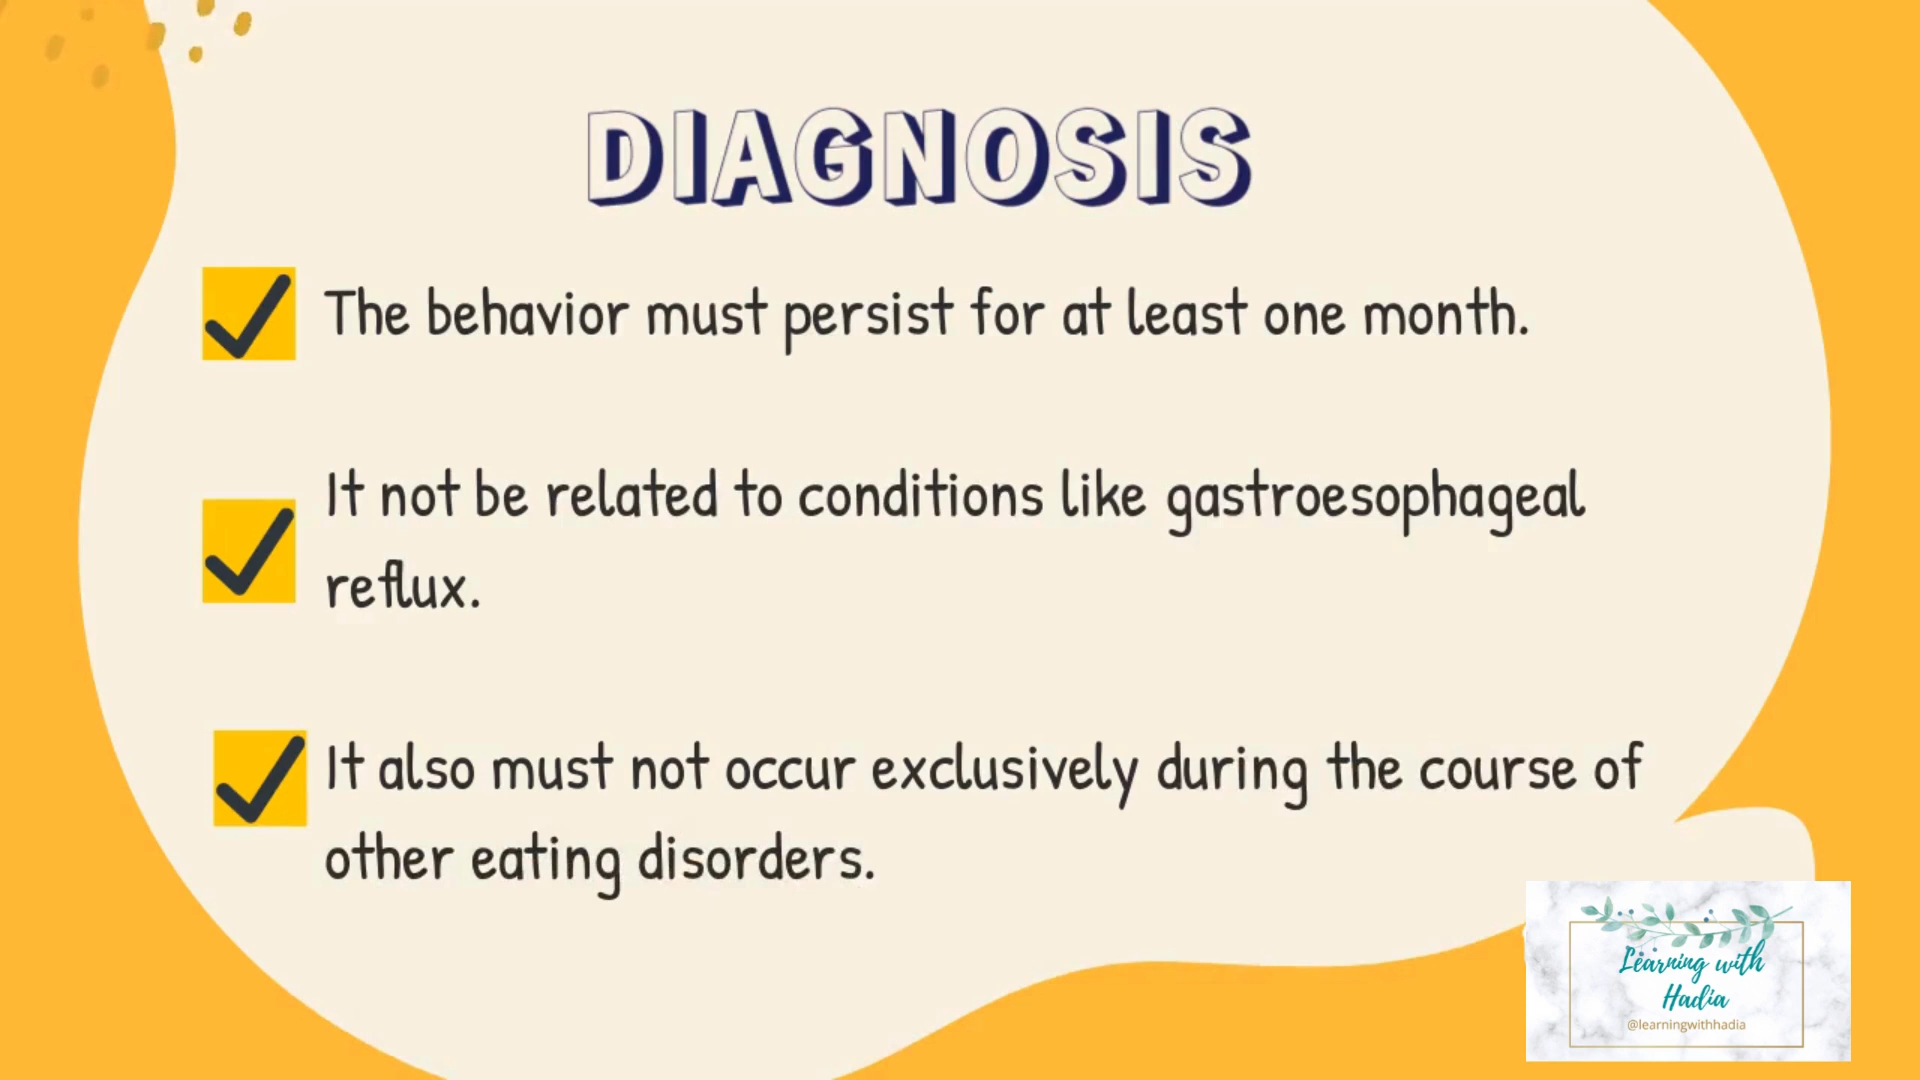 DIAGNOSIS
The behavior must persist for at least one month.
It not be related to conditions like gastroesophageal
reflux.
It also must not occur exclusively during the course of
other eating disorders.
Learning with
Hadia
@learningwithhadia